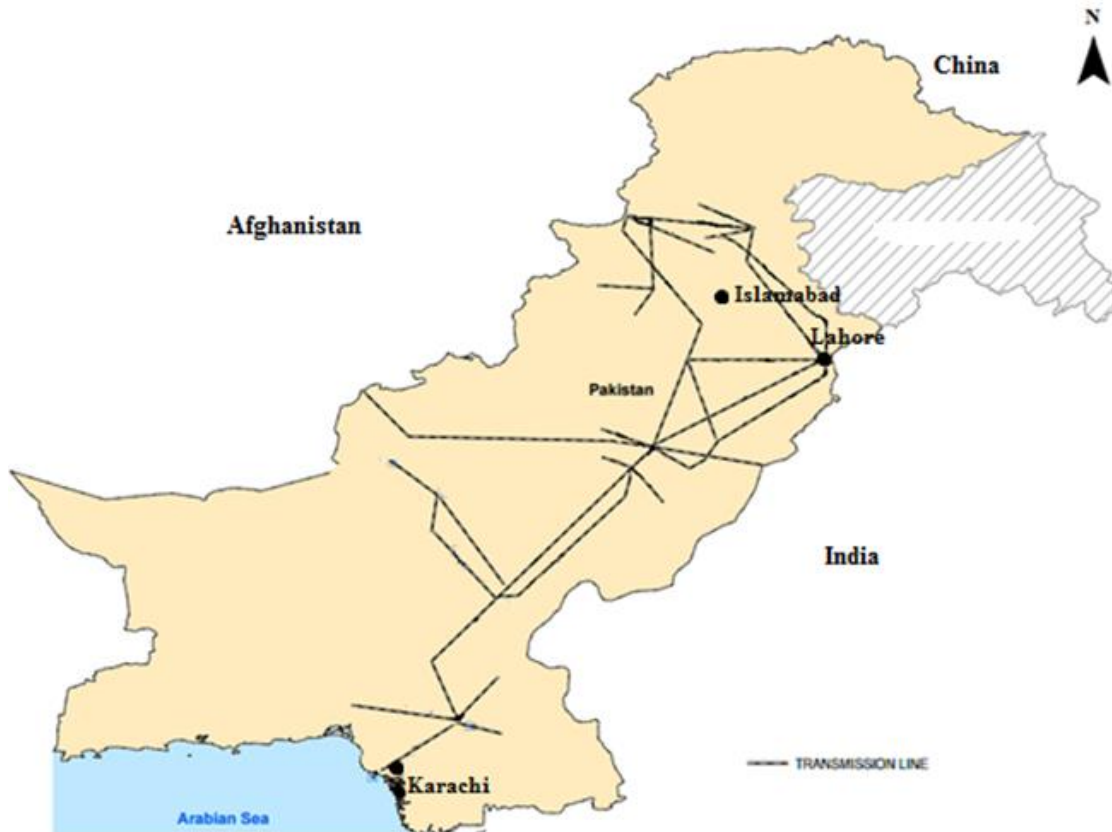 N
China
Afghanistan
Islamabad
Lahore
Pakistan
India
TRANSMISSION LINE
Karachi
Arabian Sea